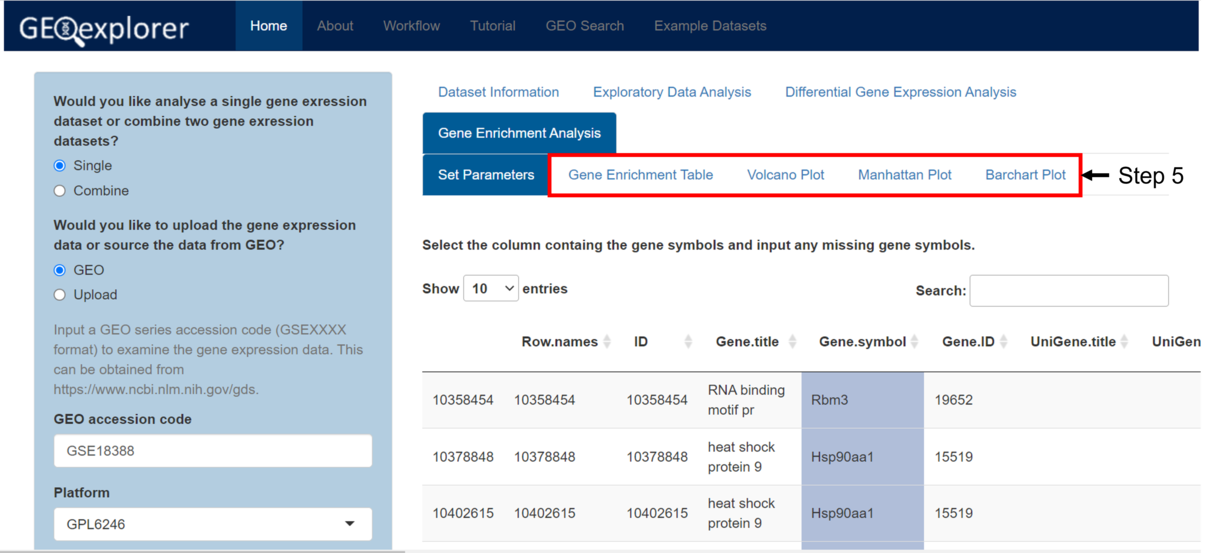 GEOexplorer
Home About Workflow Tutorial GEO Search Example Datasets
Would you like analyse a single gene exression
dataset or combine two gene exression
datasets?
Single
Combine
Would you like to upload the gene expression
data or source the data from GEO?
GEO
Upload
Input a GEO series accession code (GSEXXXX
format) to examine the gene expression data. This
can be obtained from
https://www.ncbi.nlm.nih.gov/gds.
GEO accession code
GSE18388
Platform
GPL6246
Dataset Information Exploratory Data Analysis Differential Gene Expression Analysis
Gene Enrichment Analysis
Set Parameters Gene Enrichment Table Volcano Plot Manhattan Plot Barchart Plot Step 5
Select the column containg the gene symbols and input any missing gene symbols.
Show 10 entries Search:
Row.names ID Gene.title Gene.symbol Gene.ID UniGene.title UniGen
10358454 10358454 10358454 RNA binding motif pr Rbm3 19652
10378848 10378848 10378848 heat shock protein 9 Hsp90aa1 15519
10402615 10402615 10402615 heat shock protein 9 Hsp90aa1 15519